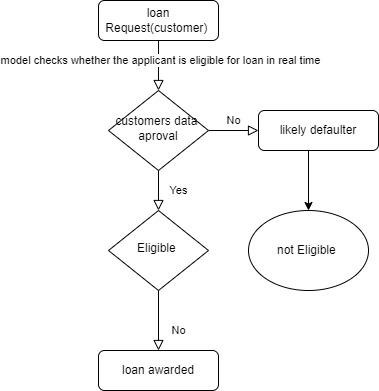 loan
Request(customer)
model checks whether the applicant is eligible for loan in real time
customers data
aproval
No
likely defaulter
Yes
Eligible
not Eligible
No
loan awarded